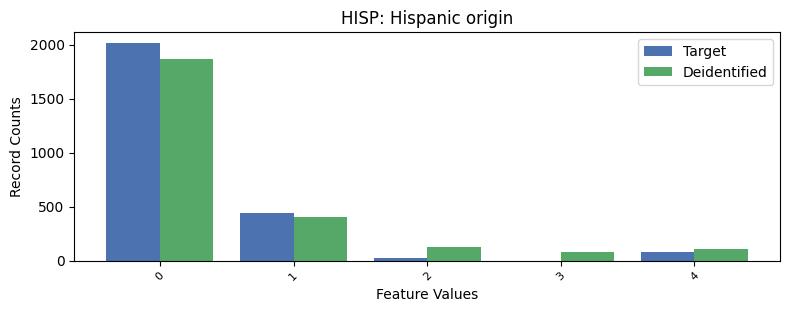 HISP: Hispanic origin
Target
Deidentified
Record Counts
2000
1500
1000
500
0
0 1 2 3 4
Feature Values